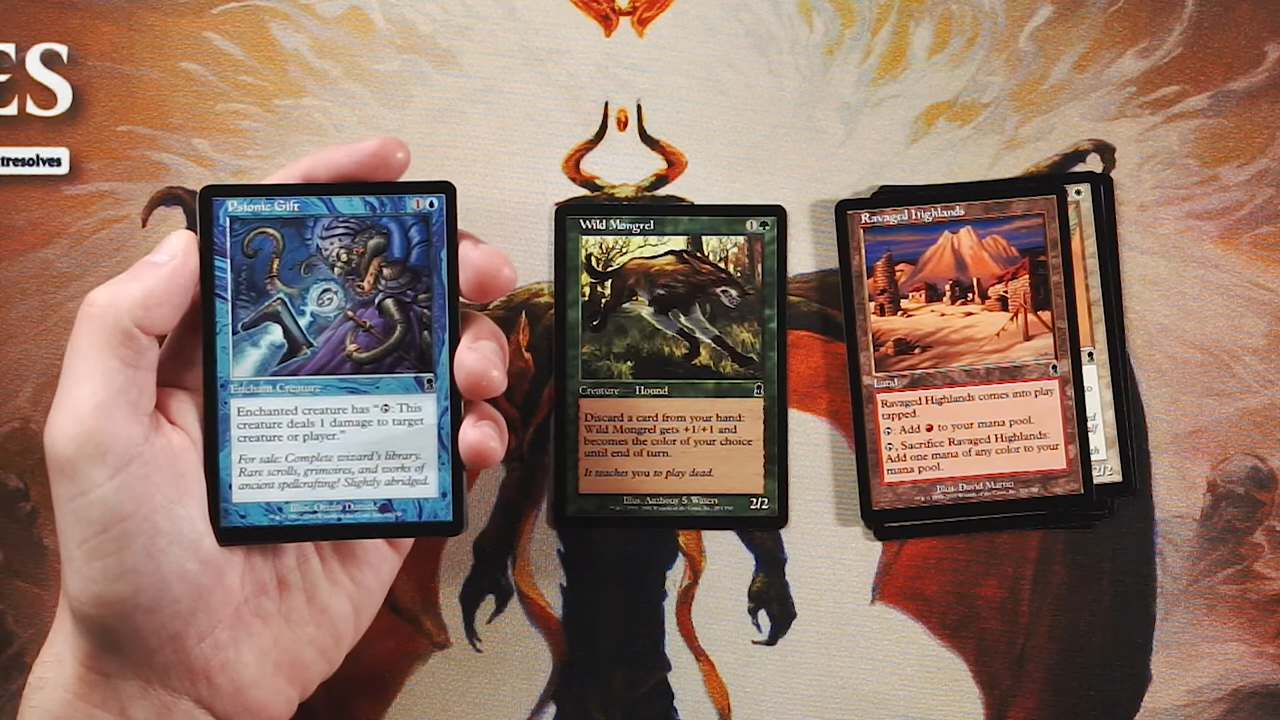 ES
tresolves
Psionic Gift 1
Enchant Creature
Enchanted creature has “ : This
creature deals 1 damage to target
creature or player.”
For sale: Complete wizard's library.
Rare scrolls, grimoires, and works of
ancient spellcrafting! Slightly abridged.
Illus.
Wild Mongrel 1
Creature — Hound
Discard a card from your hand:
Wild Mongrel gets +1/+1 and
becomes the color of your choice
until end of turn.
It teaches you to play dead.
Illus. Anthony S. Waters
2/2
Ravaged Highlands
Land
Ravaged Highlands comes into play
tapped.
: Add to your mana pool.
, Sacrifice Ravaged Highlands:
Add one mana of any color to your
mana pool.
Illus. David Martin
2/2